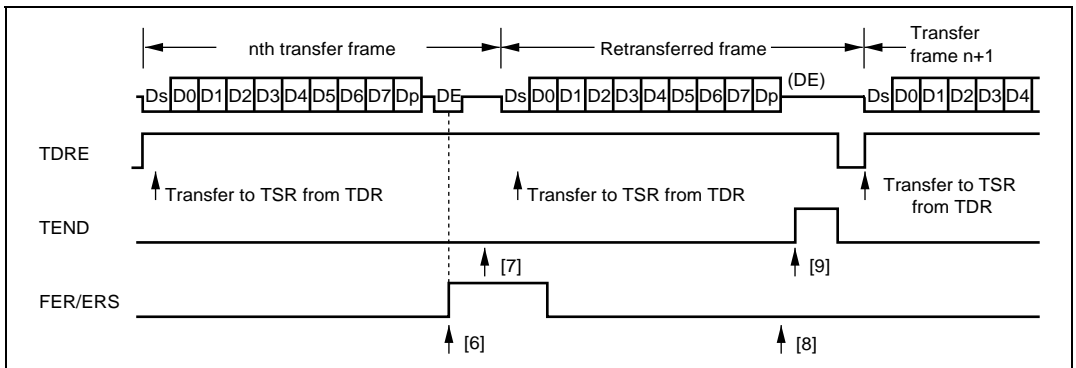 nth transfer frame
Retransferred frame
Transfer
frame n+1
Ds D0 D1 D2 D3 D4 D5 D6 D7 Dp DE
Ds D0 D1 D2 D3 D4 D5 D6 D7 Dp
(DE)
Ds D0 D1 D2 D3 D4
TDRE
Transfer to TSR from TDR
Transfer to TSR from TDR
Transfer to TSR
from TDR
TEND
[7]
[9]
FER/ERS
[6]
[8]